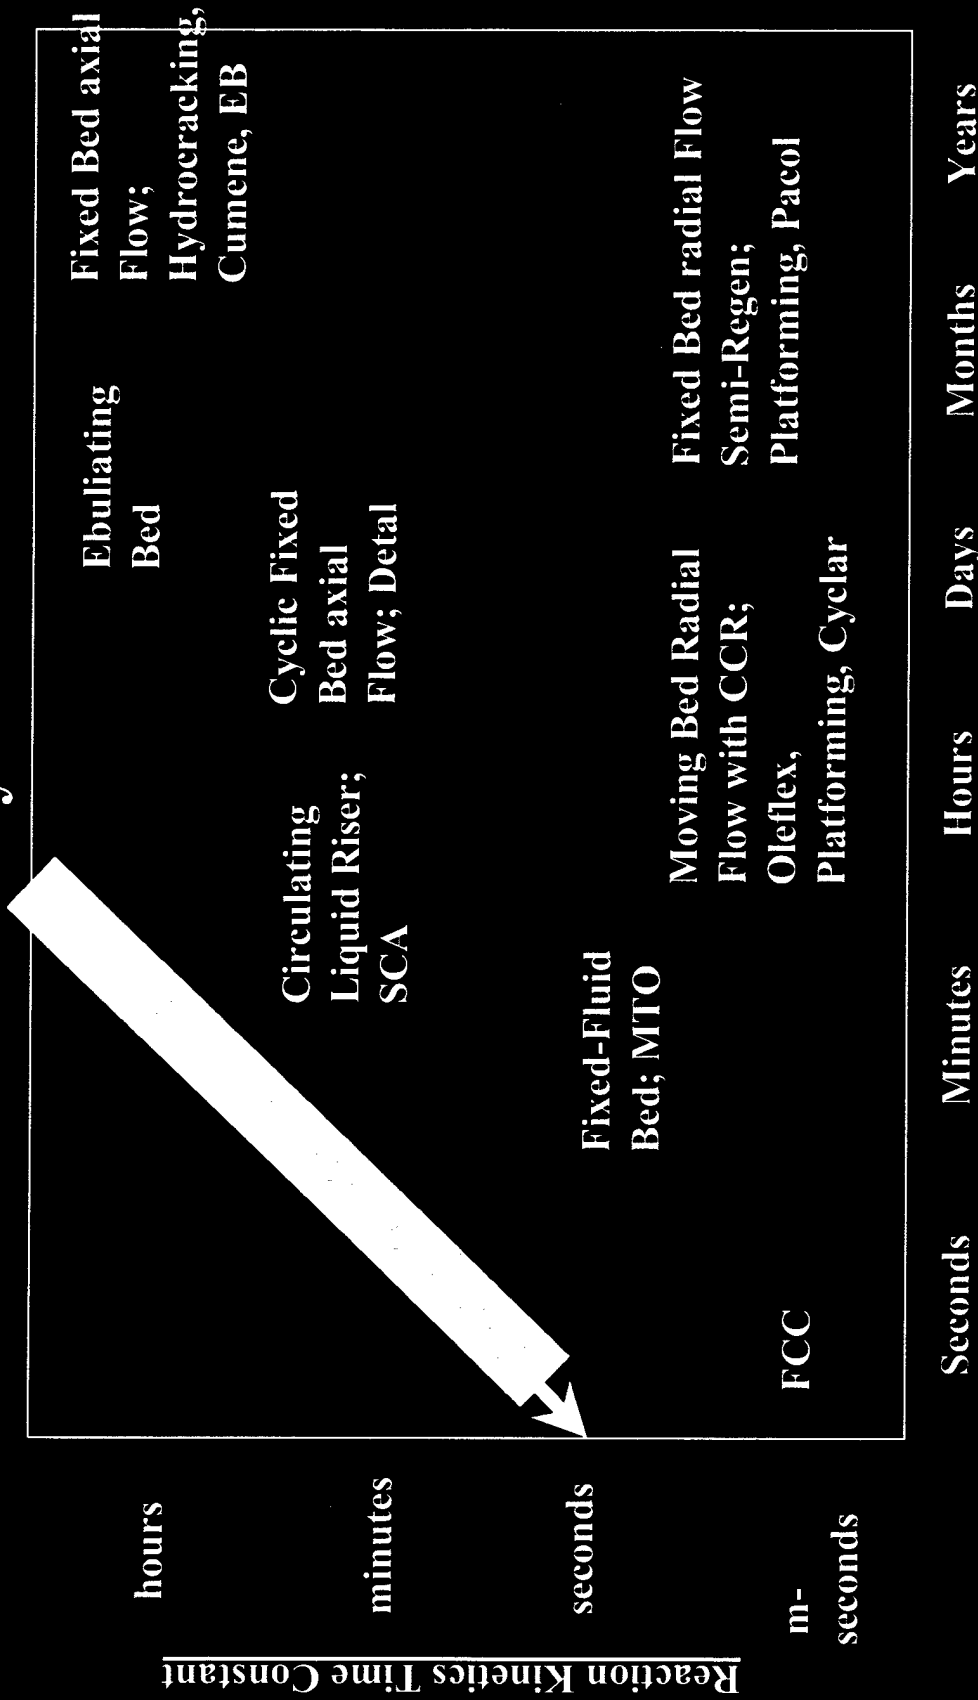 Reaction Kinetics Time Constant
hours
minutes
seconds
m-
seconds
Fixed Bed axial
Flow;
Hydrocracking,
Cumene, EB
Ebuliating
Bed
Cyclic Fixed
Bed axial
Flow; Detal
Circulating
Liquid Riser;
SCA
Fixed-Fluid
Bed; MTO
Moving Bed Radial
Flow with CCR;
Oleflex,
Platforming, Cyclar
Fixed Bed radial Flow
Semi-Regen;
Platforming, Pacol
FCC
Seconds
Minutes
Hours
Days
Months
Years